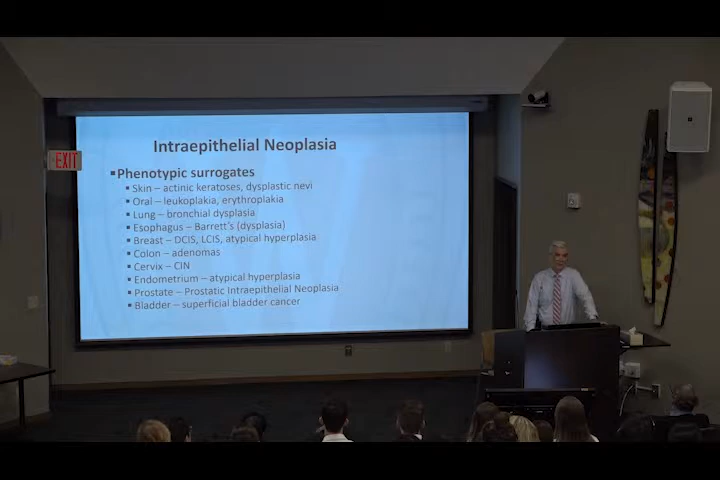 Intraepithelial Neoplasia
EXIT
▪Phenotypic surrogates
▪ Skin – actinic keratoses, dysplastic nevi
▪ Oral – leukoplakia, erythroplakia
▪ Lung – bronchial dysplasia
▪ Esophagus – Barrett's (dysplasia)
▪ Breast – DCIS, LCIS, atypical hyperplasia
▪ Colon – adenomas
▪ Cervix – CIN
▪ Endometrium – atypical hyperplasia
▪ Prostate – Prostatic Intraepithelial Neoplasia
▪ Bladder – superficial bladder cancer